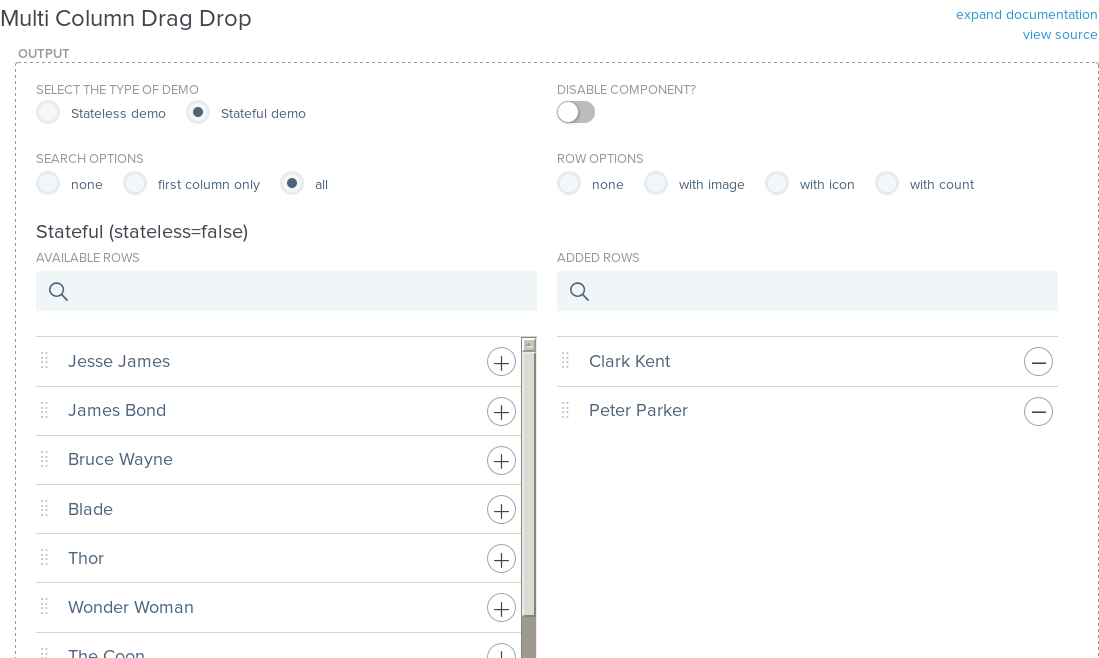 Multi Column Drag Drop
expand documentation
view source
OUTPUT
SELECT THE TYPE OF DEMO
Stateless demo
Stateful demo
DISABLE COMPONENT?
SEARCH OPTIONS
none
first column only
all
ROW OPTIONS
none
with image
with icon
with count
Stateful (stateless=false)
AVAILABLE ROWS
Jesse James
James Bond
Bruce Wayne
Blade
Thor
Wonder Woman
The Coon
ADDED ROWS
Clark Kent
Peter Parker